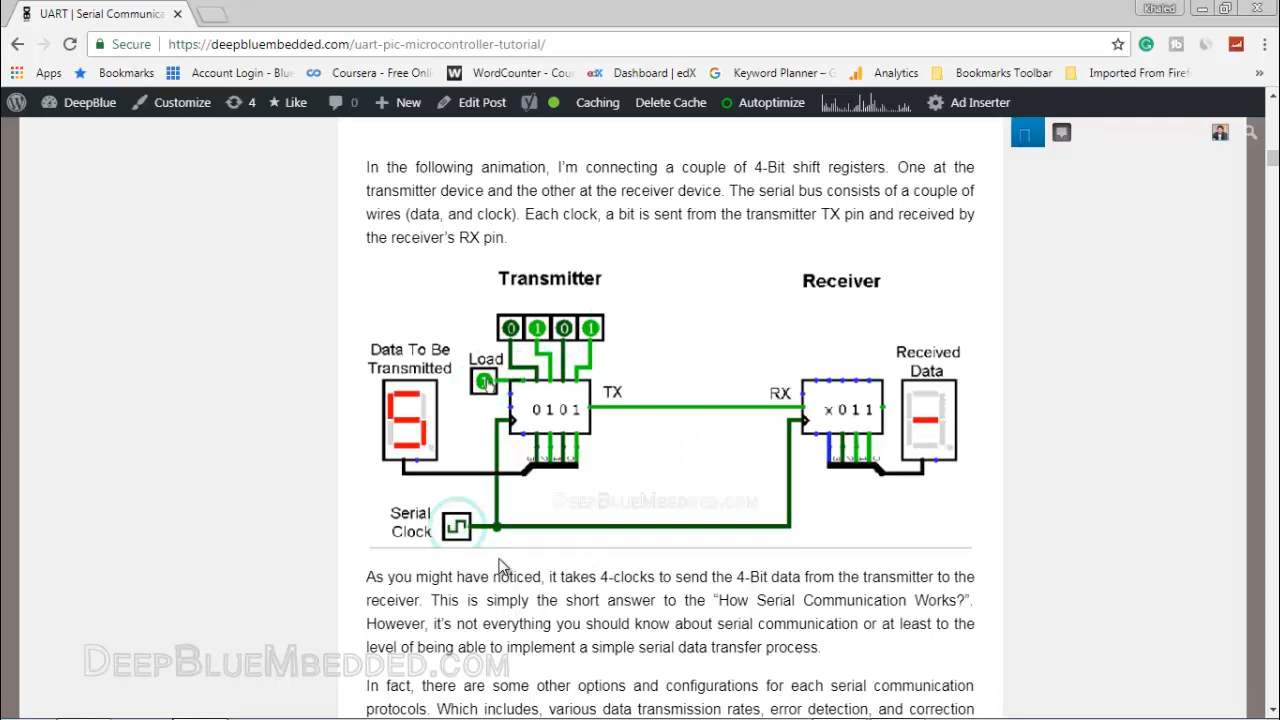 UART | Serial Communica
Khaled
Secure
https://deepbluembedded.com/uart-pic-microcontroller-tutorial/
Apps Bookmarks Account Login - Blue Coursera - Free Onli WordCounter - Cou Dashboard | edX Keyword Planner – G Analytics Bookmarks Toolbar Imported From Firef »
DeepBlue Customize 4 Like 0 New Edit Post Caching Delete Cache Autoptimize Ad Inserter
In the following animation, I’m connecting a couple of 4-Bit shift registers. One at the
transmitter device and the other at the receiver device. The serial bus consists of a couple of
wires (data, and clock). Each clock, a bit is sent from the transmitter TX pin and received by
the receiver’s RX pin.
Transmitter
Receiver
0 1 0 1
Data To Be
Transmitted
Load
1
TX
RX
Received
Data
5
0 1 0 1
x 0 1 1
DeepBlueMbedded.com
Serial
Clock
As you might have noticed, it takes 4-clocks to send the 4-Bit data from the transmitter to the
receiver. This is simply the short answer to the “How Serial Communication Works?”.
However, it’s not everything you should know about serial communication or at least to the
level of being able to implement a simple serial data transfer process.
DeepBlueMbedded.com
In fact, there are some other options and configurations for each serial communication
protocols. Which includes, various data transmission rates, error detection, and correction